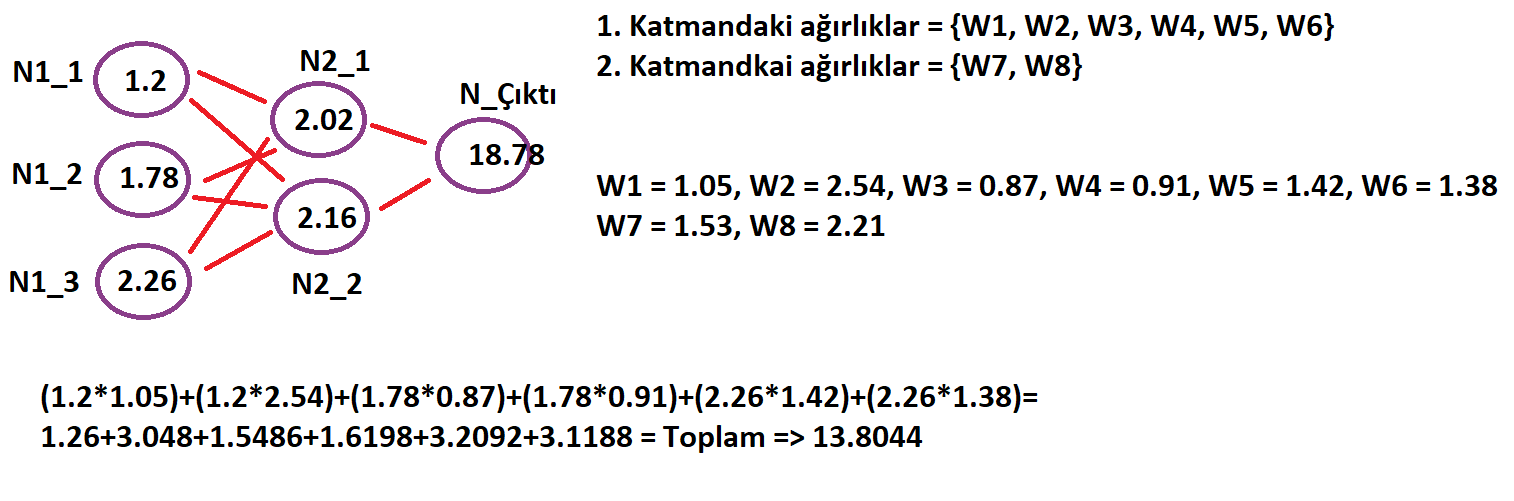 1. Katmandaki ağırlıklar = {W1, W2, W3, W4, W5, W6}
2. Katmandkai ağırlıklar = {W7, W8}
N1_1
1.2
N2_1
2.02
N_Çıktı
18.78
N1_2
1.78
2.16
N2_2
N1_3
2.26
W1 = 1.05, W2 = 2.54, W3 = 0.87, W4 = 0.91, W5 = 1.42, W6 = 1.38
W7 = 1.53, W8 = 2.21
(1.2*1.05)+(1.2*2.54)+(1.78*0.87)+(1.78*0.91)+(2.26*1.42)+(2.26*1.38)=
1.26+3.048+1.5486+1.6198+3.2092+3.1188 = Toplam => 13.8044